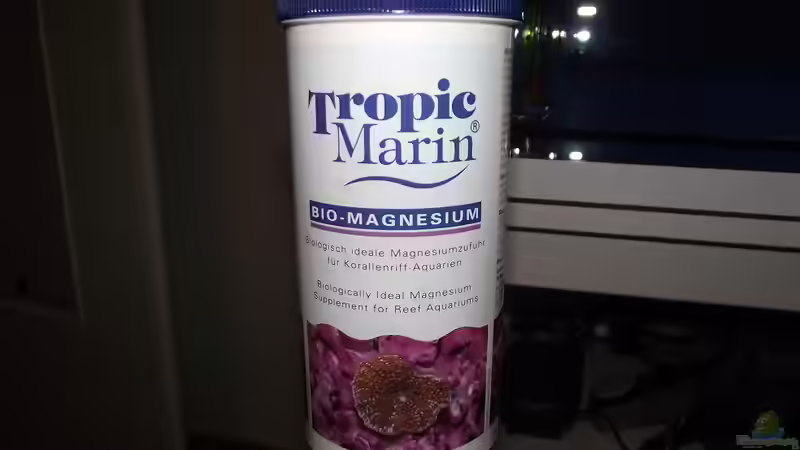 Tropic
Marin®
BIO-MAGNESIUM
Biologisch ideale Magnesiumzufuhr
für Korallenriff-Aquarien
Biologically Ideal Magnesium
Supplement for Reef Aquariums